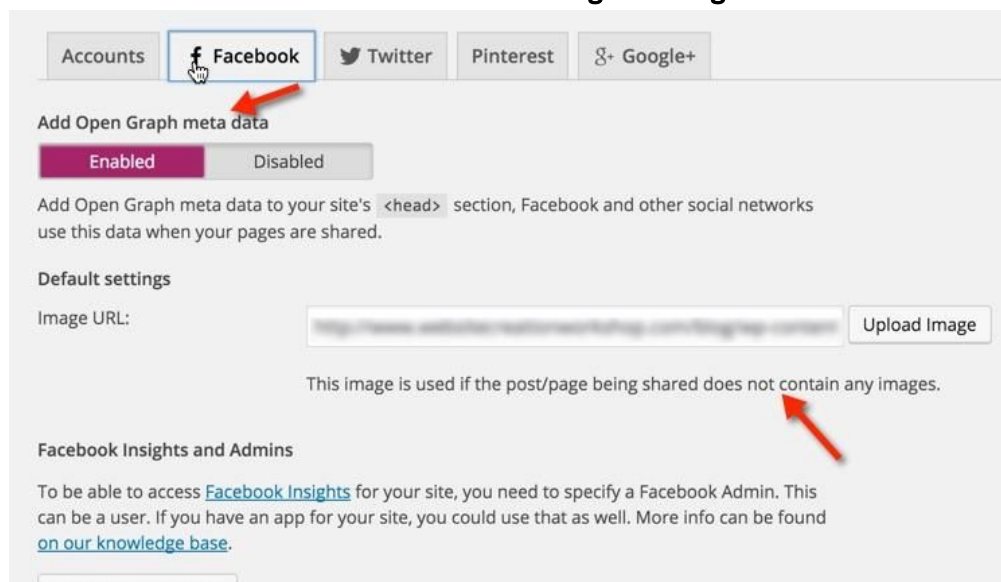 Accounts
Facebook
Twitter
Pinterest
g+ Google+
Add Open Graph meta data
Enabled
Disabled
Add Open Graph meta data to your site's <head> section, Facebook and other social networks
use this data when your pages are shared.
Default settings
Image URL:
Upload Image
This image is used if the post/page being shared does not contain any images.
Facebook Insights and Admins
To be able to access Facebook Insights for your site, you need to specify a Facebook Admin. This
can be a user. If you have an app for your site, you could use that as well. More info can be found
on our knowledge base.